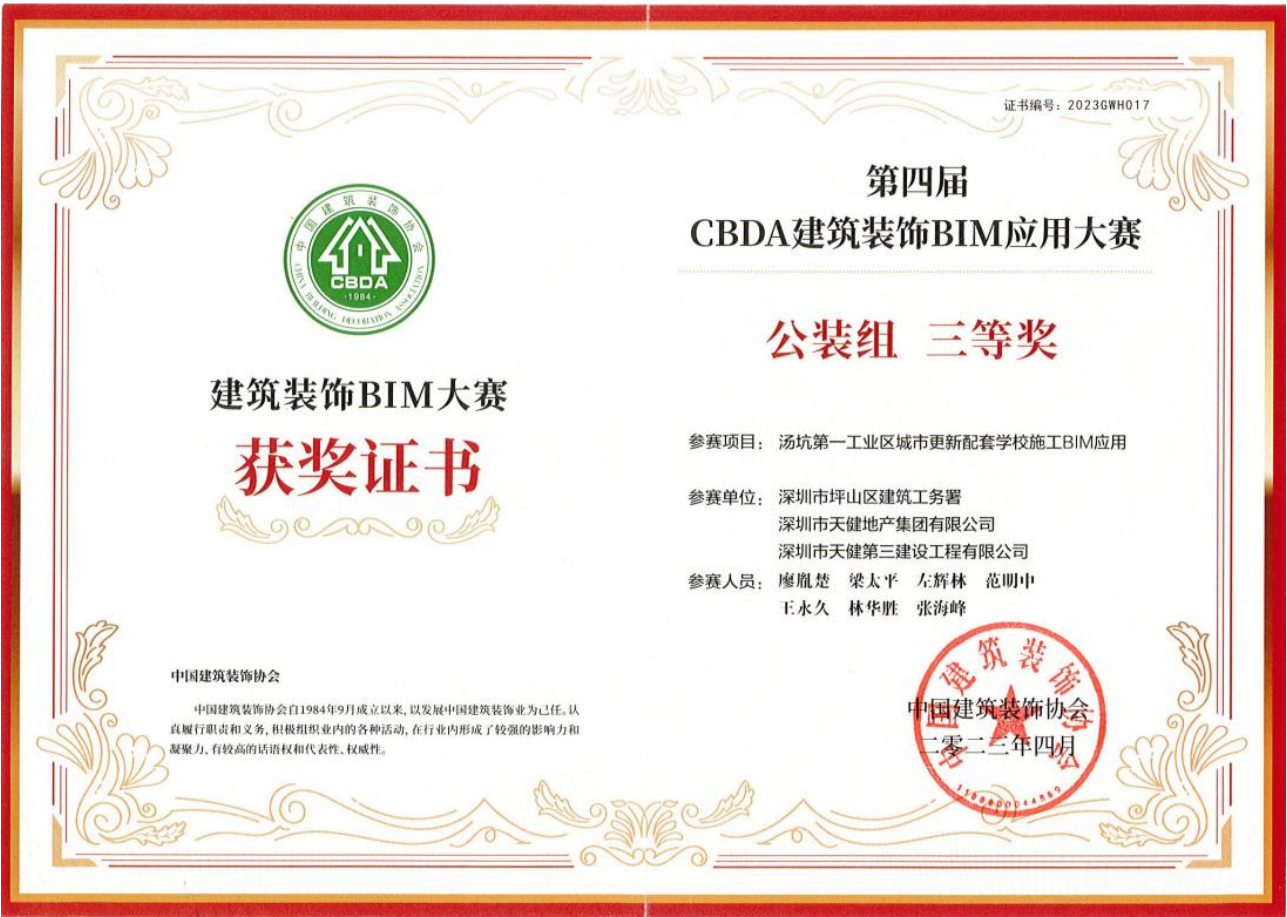 证书编号：2023GWH017
中国建筑装饰协会
CBDA
·1984·
CHINA BUILDING DECORATION ASSOCIATION
建筑装饰BIM大赛
获奖证书
中国建筑装饰协会
中国建筑装饰协会自1984年9月成立以来，以发展中国建筑装饰业为己任。认
真履行职责和义务，积极组织业内的各种活动，在行业内形成了较强的影响力和
凝聚力，有较高的话语权和代表性、权威性。
第四届
CBDA建筑装饰BIM应用大赛
公装组 三等奖
参赛项目： 汤坑第一工业区城市更新配套学校施工BIM应用
参赛单位： 深圳市坪山区建筑工务署
深圳市天健地产集团有限公司
深圳市天健第三建设工程有限公司
参赛人员： 廖胤楚 梁太平 左辉林 范明中
王永久 林华胜 张海峰
中国建筑装饰协会
二零二三年四月
中国建筑装饰协会